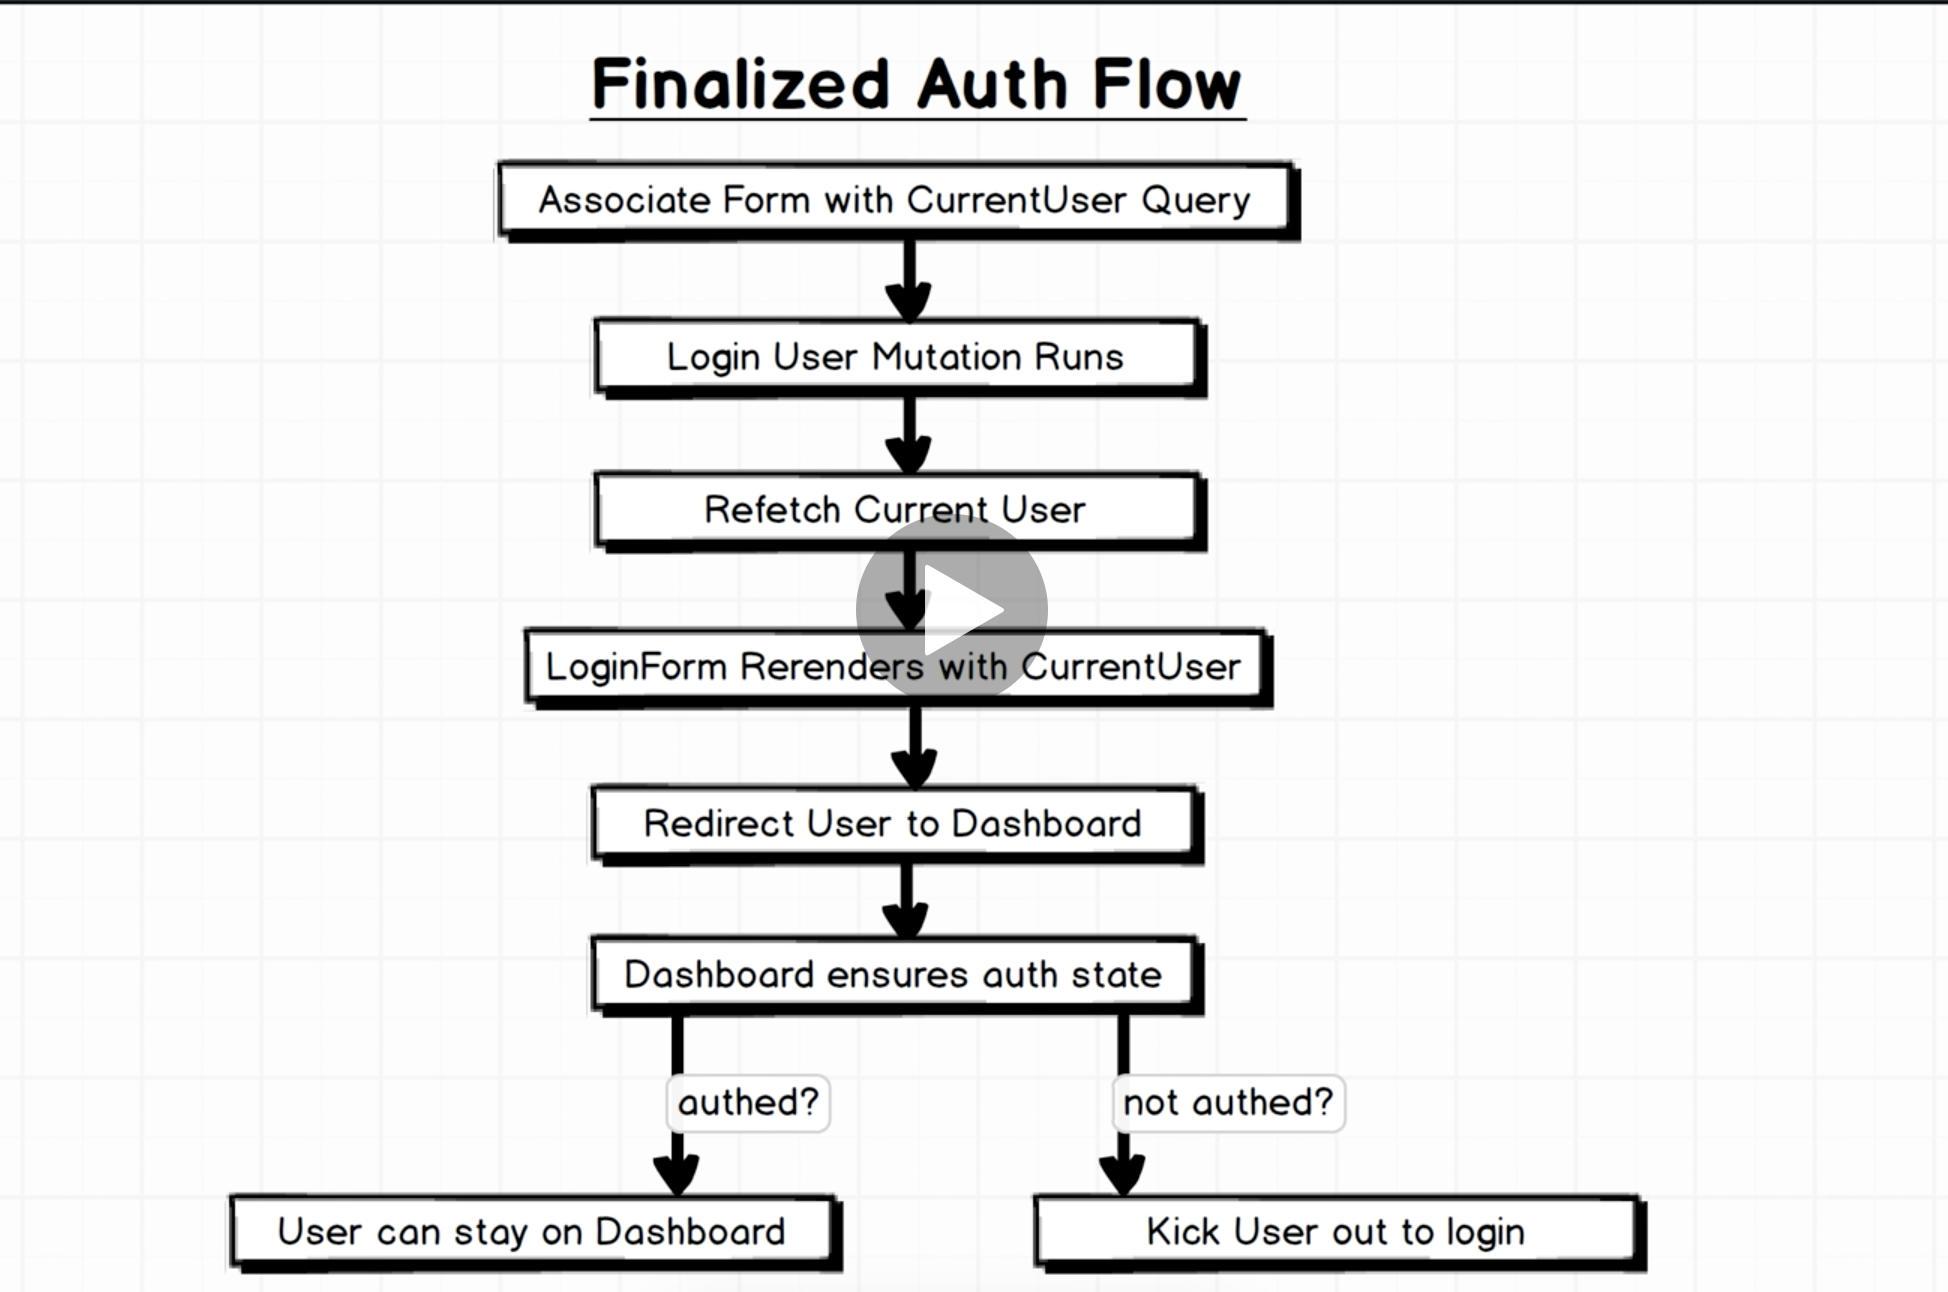 Finalized Auth Flow
Associate Form with CurrentUser Query
Login User Mutation Runs
Refetch Current User
LoginForm Rerenders with CurrentUser
Redirect User to Dashboard
Dashboard ensures auth state
authed?
not authed?
User can stay on Dashboard
Kick User out to login